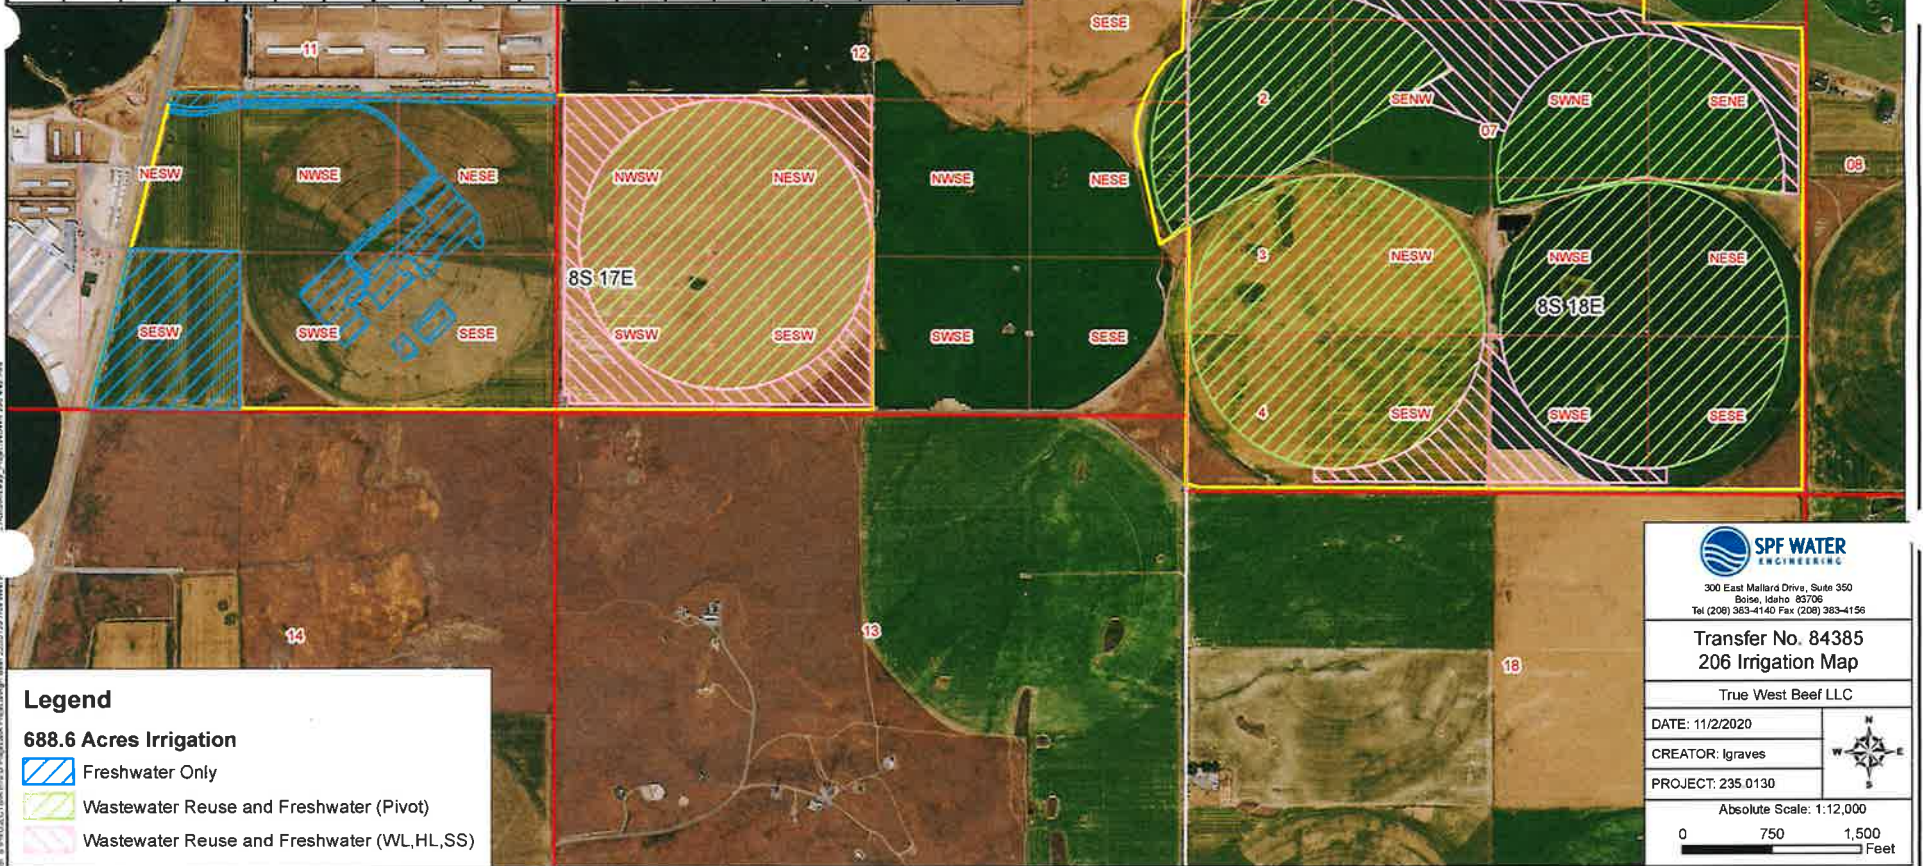 SESE
11
12
2
SENW
SWNE
SENE
07
08
NESW
NWSE
NESE
NWSW
NESW
NWSE
NESE
3
NESW
NWSE
NESE
8S 17E
8S 18E
SESW
SWSE
SESE
SWSW
SESW
SWSE
SESE
4
SESW
SWSE
SESE
14
13
18
Legend
688.6 Acres Irrigation
Freshwater Only
Wastewater Reuse and Freshwater (Pivot)
Wastewater Reuse and Freshwater (WL,HL,SS)
SPF WATER
ENGINEERING
300 East Mallard Drive, Suite 350
Boise, Idaho 83706
Tel (208) 383-4140 Fax (208) 383-4156
Transfer No. 84385
206 Irrigation Map
True West Beef LLC
DATE: 11/2/2020
CREATOR: lgraves
PROJECT: 235.0130
N
W E
S
Absolute Scale: 1:12,000
0 750 1,500
Feet